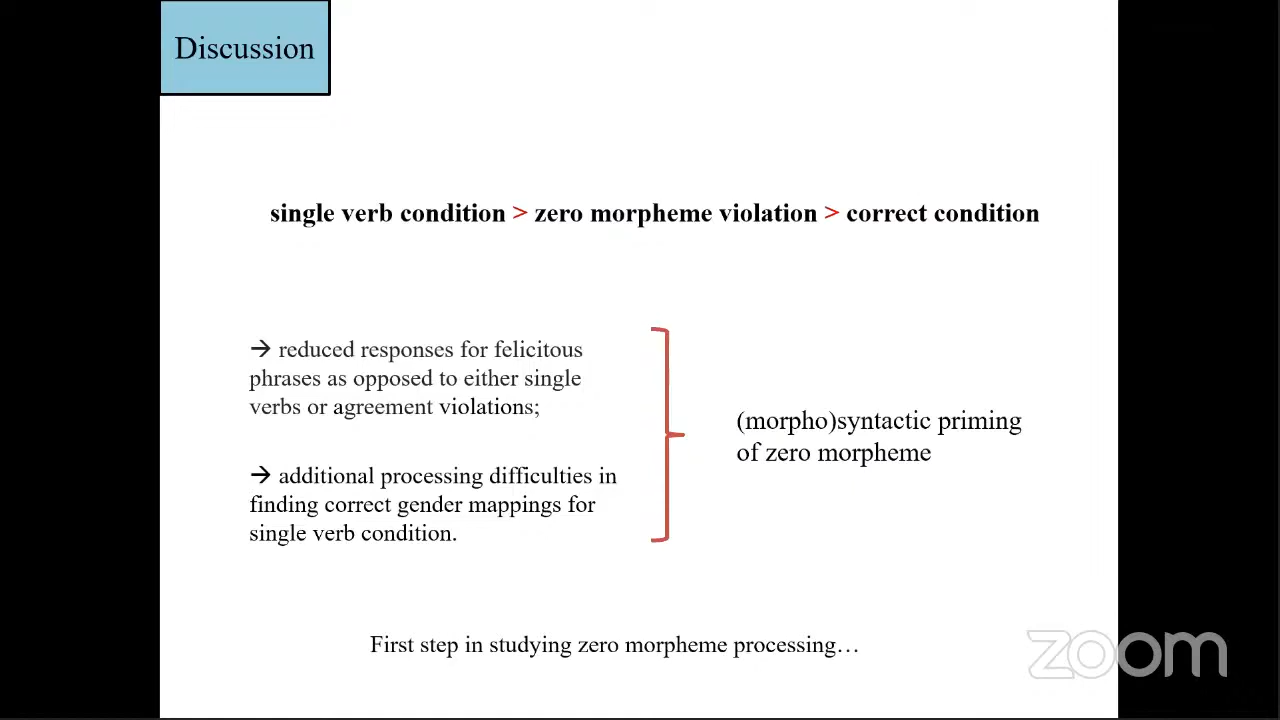 Discussion
single verb condition > zero morpheme violation > correct condition
→ reduced responses for felicitous
phrases as opposed to either single
verbs or agreement violations;
→ additional processing difficulties in
finding correct gender mappings for
single verb condition.
(morpho)syntactic priming
of zero morpheme
First step in studying zero morpheme processing…
zoom